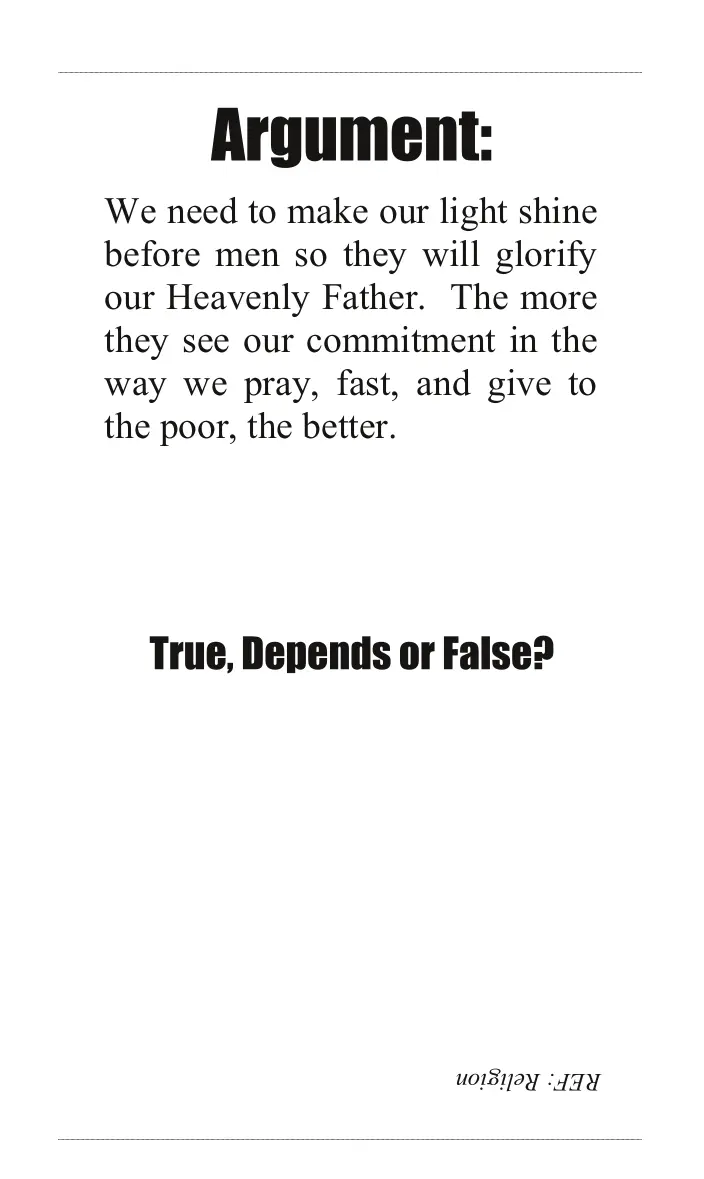 Argument:
We need to make our light shine
before men so they will glorify
our Heavenly Father. The more
they see our commitment in the
way we pray, fast, and give to
the poor, the better.
True, Depends or False?
REF: Religion